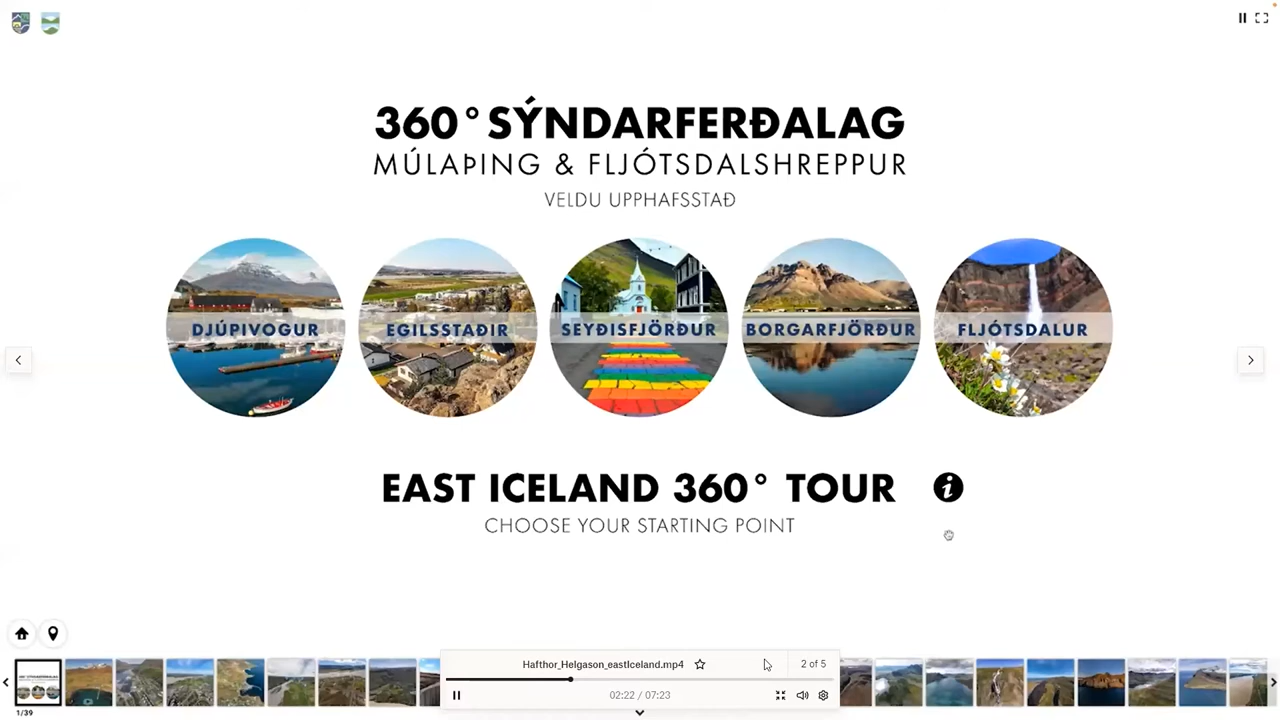 360° SÝNDARFERÐALAG
MÚLAÞING & FLJÓTSDALSHREPPUR
VELDU UPPHAFSSTAÐ
DJÚPIVOGUR
EGILSSTAÐIR
SEYÐISFJÖRÐUR
BORGARFJÖRÐUR
FLJÓTSDALUR
EAST ICELAND 360° TOUR i
CHOOSE YOUR STARTING POINT
Hafthor_Helgason_eastIceland.mp4
2 of 5
02:22 / 07:23
1/39